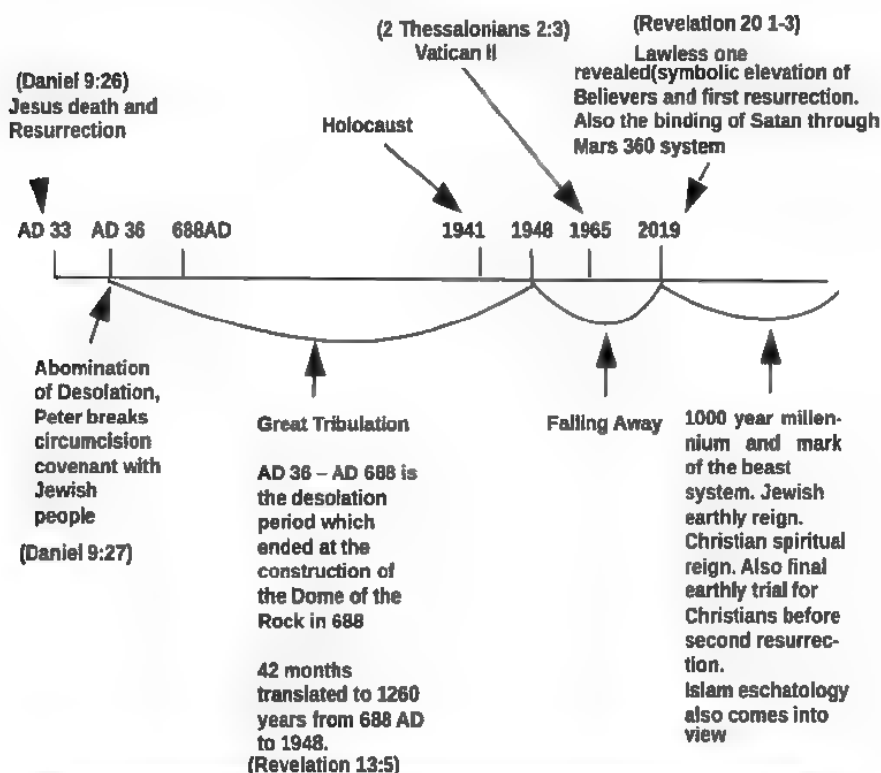 (Daniel 9:26)
Jesus death and
Resurrection
Holocaust
(2 Thessalonians 2:3)
Vatican II
(Revelation 20 1-3)
Lawless one
revealed(symbolic elevation of
Believers and first resurrection.
Also the binding of Satan through
Mars 360 system
AD 33 AD 36 688AD 1941 1948 1965 2019
Abomination
of Desolation,
Peter breaks
circumcision
covenant with
Jewish
people
(Daniel 9:27)
Great Tribulation
AD 36 – AD 688 is
the desolation
period which
ended at the
construction of
the Dome of the
Rock in 688
42 months
translated to 1260
years from 688 AD
to 1948.
(Revelation 13:5)
Falling Away
1000 year millen-
nium and mark
of the beast
system. Jewish
earthly reign.
Christian spiritual
reign. Also final
earthly trial for
Christians before
second resurrec-
tion.
Islam eschatology
also comes into
view